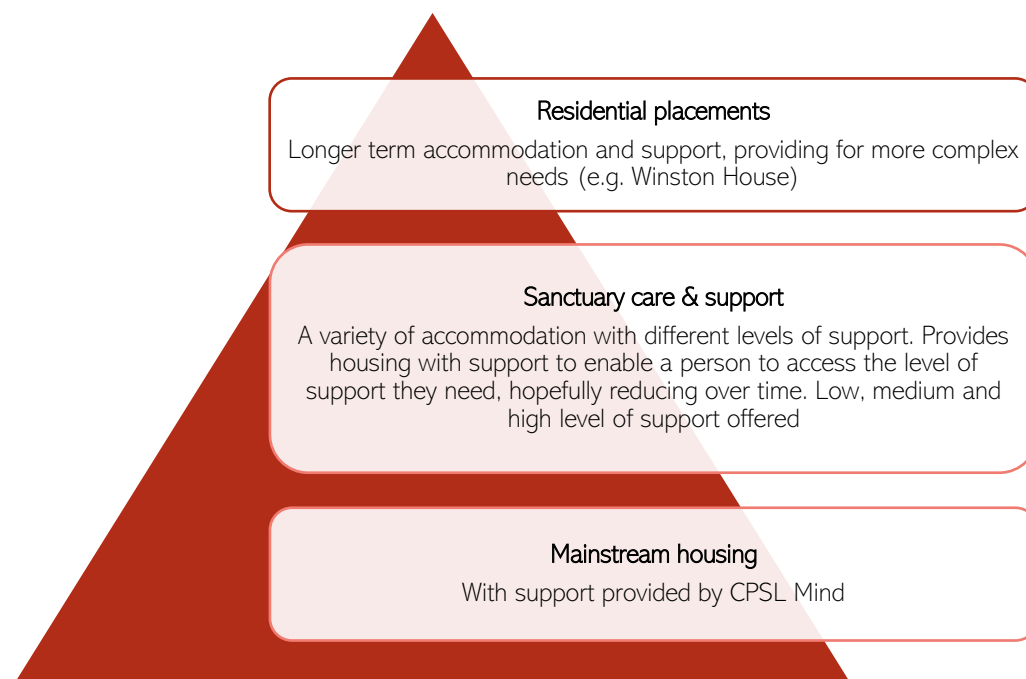 Residential placements
Longer term accommodation and support, providing for more complex
needs (e.g. Winston House)
Sanctuary care & support
A variety of accommodation with different levels of support. Provides
housing with support to enable a person to access the level of
support they need, hopefully reducing over time. Low, medium and
high level of support offered
Mainstream housing
With support provided by CPSL Mind